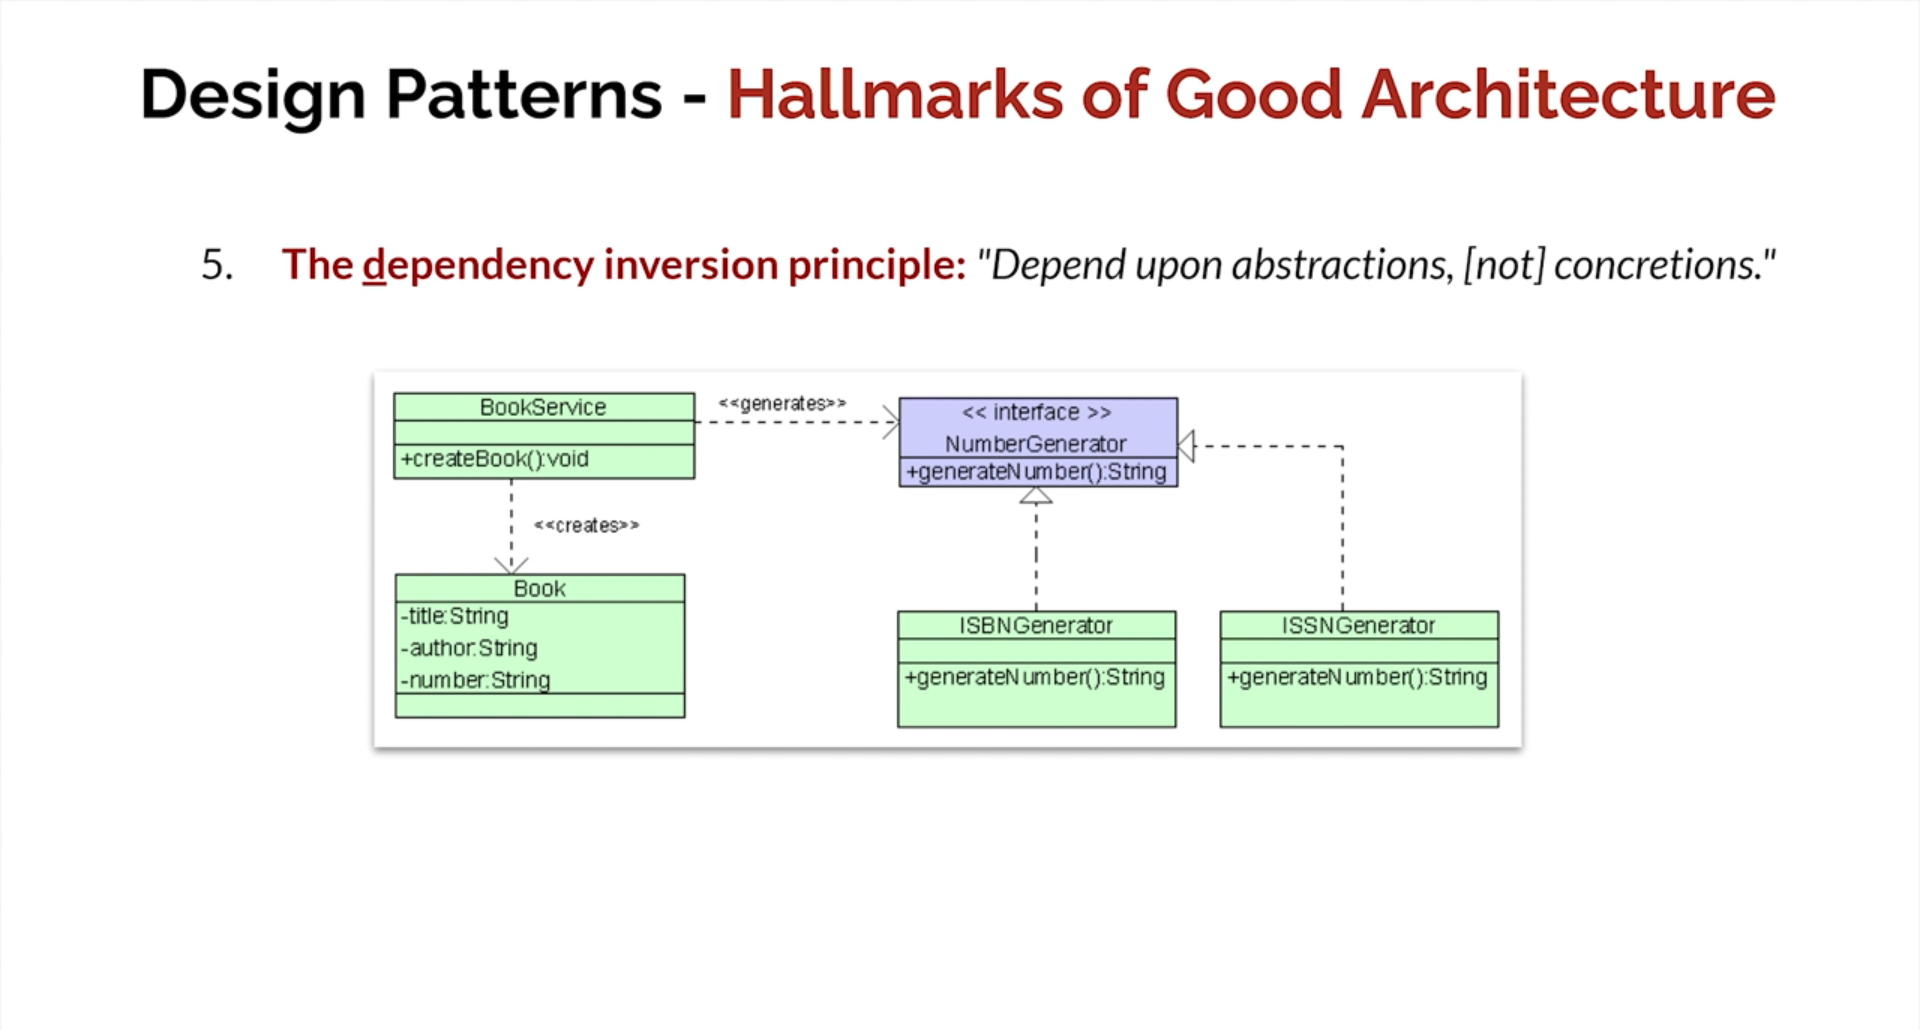 Design Patterns - Hallmarks of Good Architecture
5. The dependency inversion principle: "Depend upon abstractions, [not] concretions."
BookService
+createBook():void
<<generates>>
<< interface >>
NumberGenerator
+generateNumber():String
<<creates>>
Book
-title:String
-author:String
-number:String
ISBNGenerator
+generateNumber():String
ISSNGenerator
+generateNumber():String